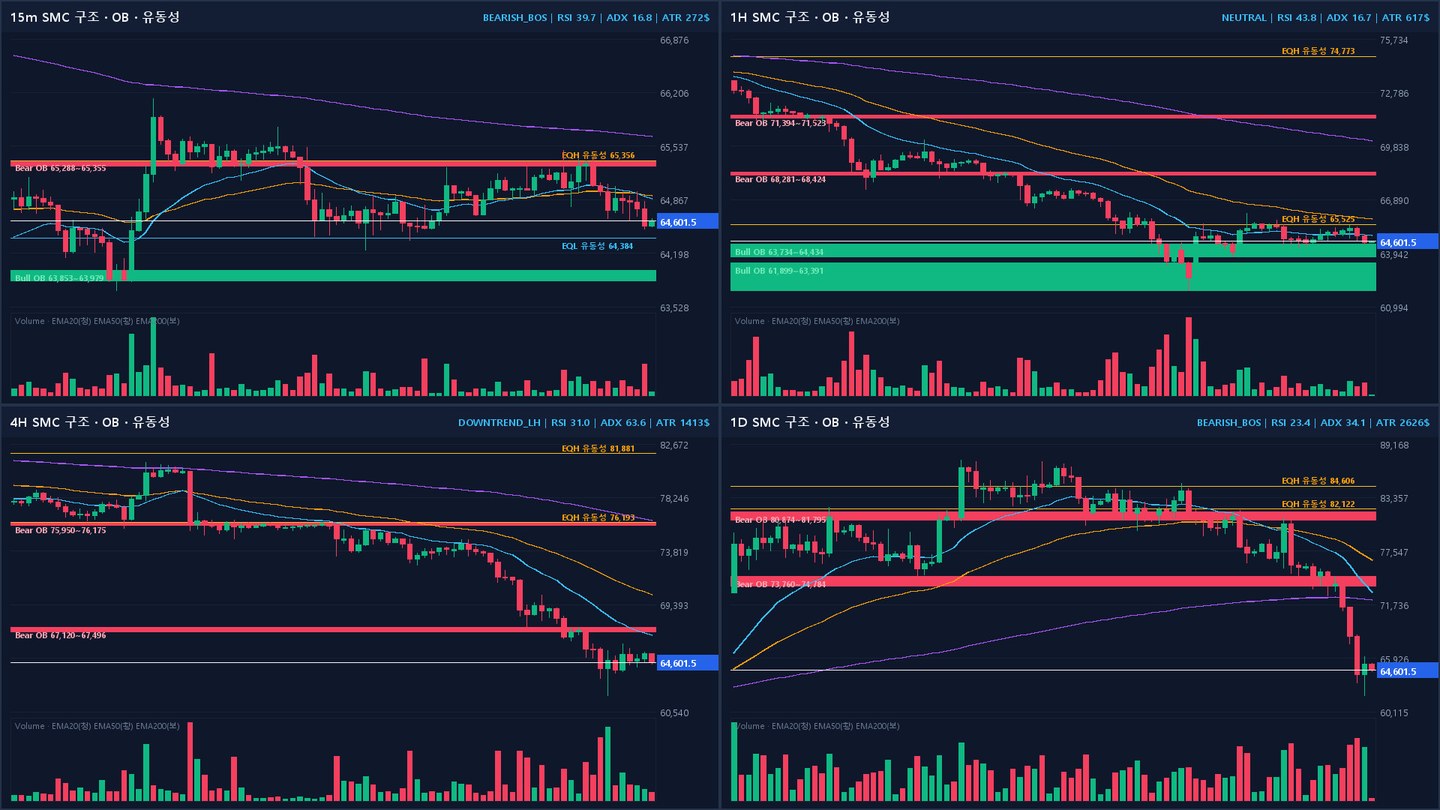 15m SMC 구조 · OB · 유동성
BEARISH_BOS | RSI 39.7 | ADX 16.8 | ATR 272$
66,876
66,206
EQH 유동성 65,356
65,537
Bear OB 65,288~65,355
64,867
64,601.5
EQL 유동성 64,384
64,198
Bull OB 63,853~63,979
63,528
Volume · EMA20(청) EMA50(황) EMA200(보)
1H SMC 구조 · OB · 유동성
NEUTRAL | RSI 43.8 | ADX 16.7 | ATR 617$
75,734
EQH 유동성 74,773
72,786
Bear OB 71,394~71,523
69,838
Bear OB 68,281~68,424
66,890
EQH 유동성 65,525
64,601.5
Bull OB 63,734~64,434
63,942
Bull OB 61,899~63,391
60,994
Volume · EMA20(청) EMA50(황) EMA200(보)
4H SMC 구조 · OB · 유동성
DOWNTREND_LH | RSI 31.0 | ADX 63.6 | ATR 1413$
82,672
EQH 유동성 81,881
78,246
EQH 유동성 76,193
Bear OB 75,950~76,175
73,819
69,393
Bear OB 67,120~67,496
64,601.5
60,540
Volume · EMA20(청) EMA50(황) EMA200(보)
1D SMC 구조 · OB · 유동성
BEARISH_BOS | RSI 23.4 | ADX 34.1 | ATR 2626$
89,168
EQH 유동성 84,606
83,357
EQH 유동성 82,122
Bear OB 80,874~81,795
77,547
Bear OB 73,760~74,784
71,736
65,926
64,601.5
60,115
Volume · EMA20(청) EMA50(황) EMA200(보)